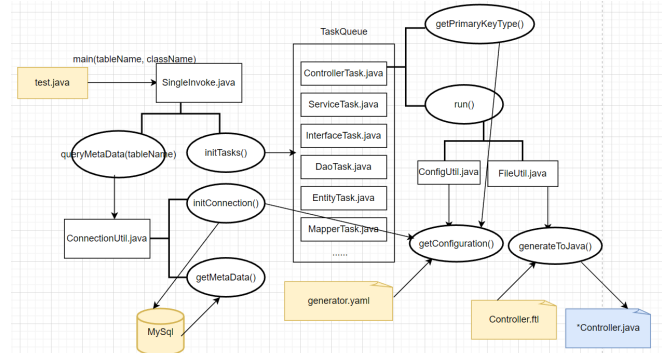 TaskQueue
getPrimaryKeyType()
main(tableName, className)
test.java
SingleInvoke.java
ControllerTask.java
ServiceTask.java
run()
InterfaceTask.java
queryMetaData(tableName)
initTasks()
DaoTask.java
ConfigUtil.java
FileUtil.java
EntityTask.java
initConnection()
MapperTask.java
ConnectionUtil.java
getConfiguration()
generateToJava()
......
getMetaData()
generator.yaml
Controller.ftl
*Controller.java
MySql